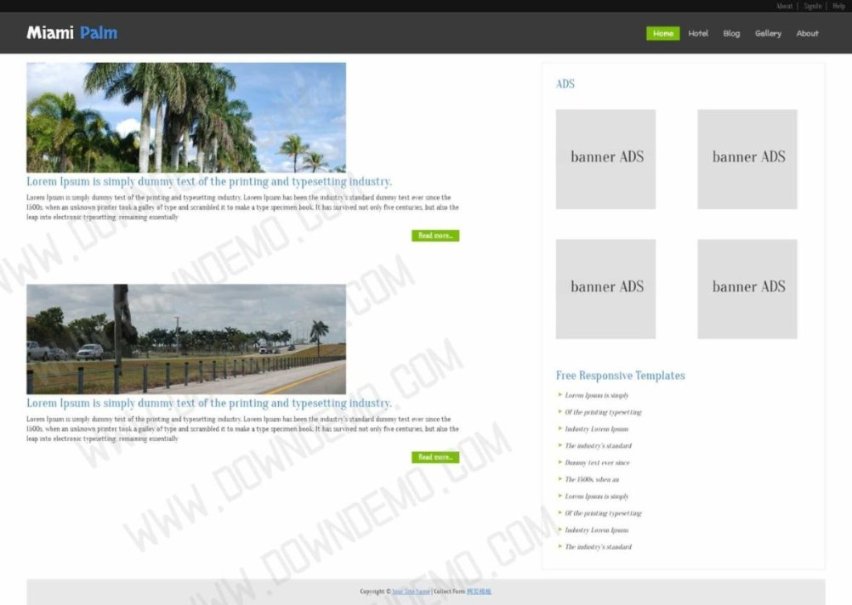 About | Signin | Help
Miami Palm
Home Hotel Blog Gallery About
Lorem Ipsum is simply dummy text of the printing and typesetting industry.
Lorem Ipsum is simply dummy text of the printing and typesetting industry. Lorem Ipsum has been the industry's standard dummy text ever since the
1500s, when an unknown printer took a galley of type and scrambled it to make a type specimen book. It has survived not only five centuries, but also the
leap into electronic typesetting, remaining essentially
Read more...
Lorem Ipsum is simply dummy text of the printing and typesetting industry.
Lorem Ipsum is simply dummy text of the printing and typesetting industry. Lorem Ipsum has been the industry's standard dummy text ever since the
1500s, when an unknown printer took a galley of type and scrambled it to make a type specimen book. It has survived not only five centuries, but also the
leap into electronic typesetting, remaining essentially
Read more...
ADS
banner ADS banner ADS
banner ADS banner ADS
Free Responsive Templates
Lorem Ipsum is simply
Of the printing typesetting
Industry Lorem Ipsum
The industry's standard
Dummy text ever since
The 1500s, when an
Lorem Ipsum is simply
Of the printing typesetting
Industry Lorem Ipsum
The industry's standard
Copyright © Your Site Name | Collect Form 网页模板
WWW.DOWNDEMO.COM
WWW.DOWNDEMO.COM
WWW.DOWNDEMO.COM
WWW.DOWNDEMO.COM